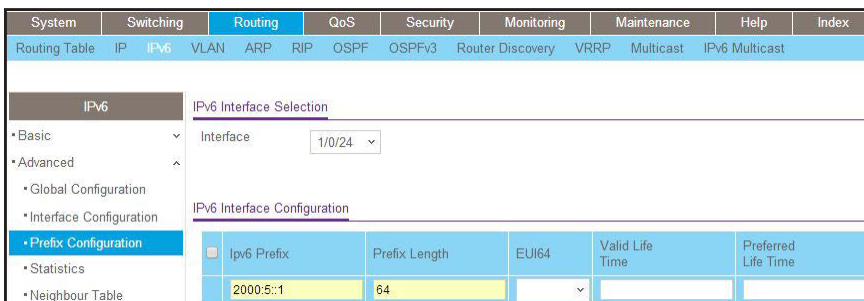 System Switching Routing QoS Security Monitoring Maintenance Help Index
Routing Table IP IPv6 VLAN ARP RIP OSPF OSPFv3 Router Discovery VRRP Multicast IPv6 Multicast
IPv6
Basic
Advanced
Global Configuration
Interface Configuration
Prefix Configuration
Statistics
Neighbour Table
IPv6 Interface Selection
Interface 1/0/24
IPv6 Interface Configuration
Ipv6 Prefix Prefix Length EUI64 Valid Life Time Preferred Life Time
2000:5::1 64